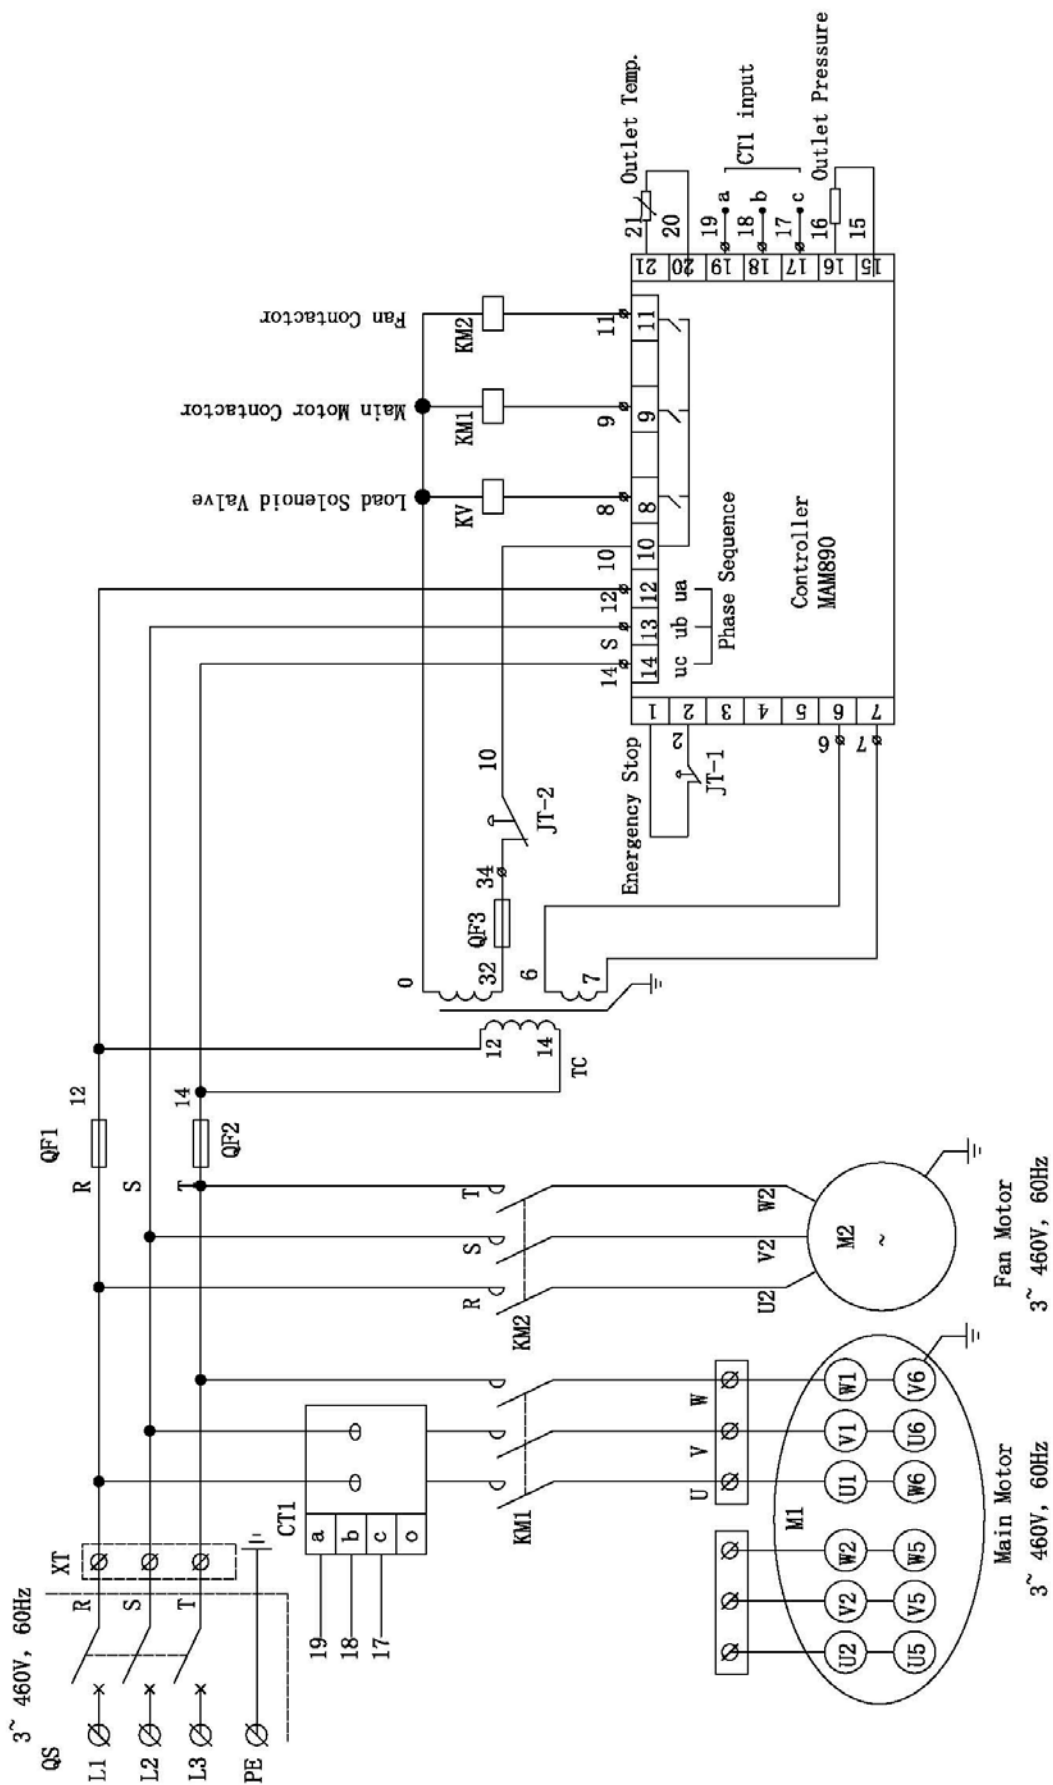 3~ 460V, 60Hz
QS
L1
L2
L3
PE
R
S
T
XT
CT1
a
b
c
o
19
18
17
R
S
T
QF1
QF2
12
14
KM1
U
V
W
M1
U1
V1
W1
W6
U6
V6
U2
V2
W2
U5
V5
W5
Main Motor
3~ 460V, 60Hz
R
S
T
KM2
U2
V2
W2
M2
~
Fan Motor
3~ 460V, 60Hz
12
14
TC
0
32
6
7
QF3
34
JT-2
10
Load Solenoid Valve
KV
8
Main Motor Contactor
KM1
9
Fan Contactor
KM2
11
14
S
12
10
14
13
12
10
8
9
11
uc
ub
ua
Phase Sequence
Controller
MAM890
Emergency Stop
2
JT-1
6
7
1
2
3
4
5
6
7
21
20
19
18
17
16
15
21
20
19
18
17
16
15
Outlet Temp.
a
b
c
CT1 input
Outlet Pressure